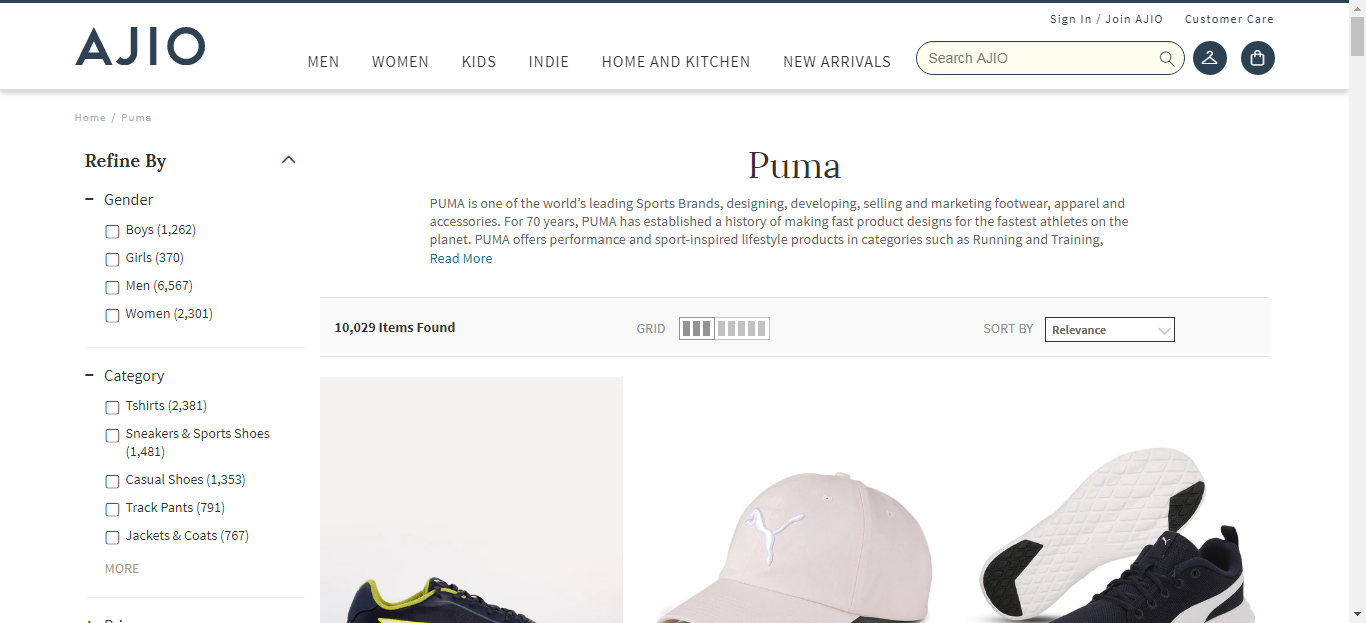 Sign In / Join AJIO Customer Care
AJIO
MEN WOMEN KIDS INDIE HOME AND KITCHEN NEW ARRIVALS
Search AJIO
Home / Puma
Refine By
Gender
Boys (1,262)
Girls (370)
Men (6,567)
Women (2,301)
Category
Tshirts (2,381)
Sneakers & Sports Shoes
(1,481)
Casual Shoes (1,353)
Track Pants (791)
Jackets & Coats (767)
MORE
Puma
PUMA is one of the world’s leading Sports Brands, designing, developing, selling and marketing footwear, apparel and
accessories. For 70 years, PUMA has established a history of making fast product designs for the fastest athletes on the
planet. PUMA offers performance and sport-inspired lifestyle products in categories such as Running and Training,
Read More
10,029 Items Found GRID SORT BY Relevance